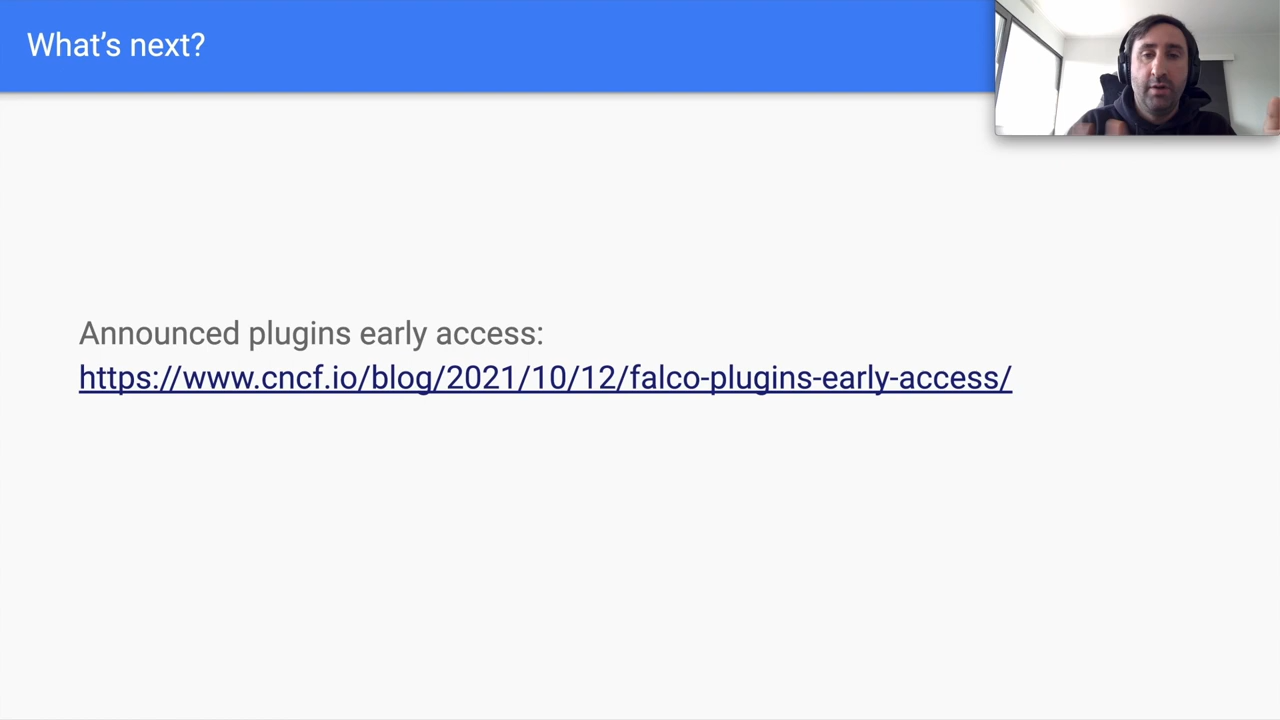 What’s next?
Announced plugins early access:
https://www.cncf.io/blog/2021/10/12/falco-plugins-early-access/